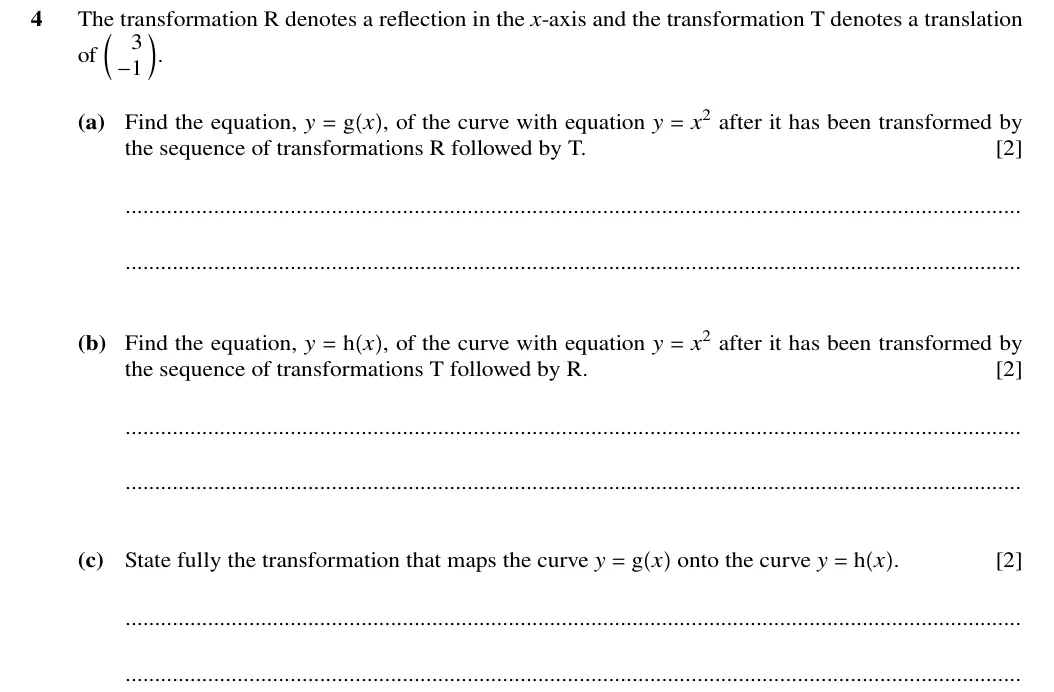 4 The transformation R denotes a reflection in the x-axis and the transformation T denotes a translation
of ( 3 −1 ).
(a) Find the equation, y = g(x), of the curve with equation y = x² after it has been transformed by
the sequence of transformations R followed by T. [2]
(b) Find the equation, y = h(x), of the curve with equation y = x² after it has been transformed by
the sequence of transformations T followed by R. [2]
(c) State fully the transformation that maps the curve y = g(x) onto the curve y = h(x). [2]